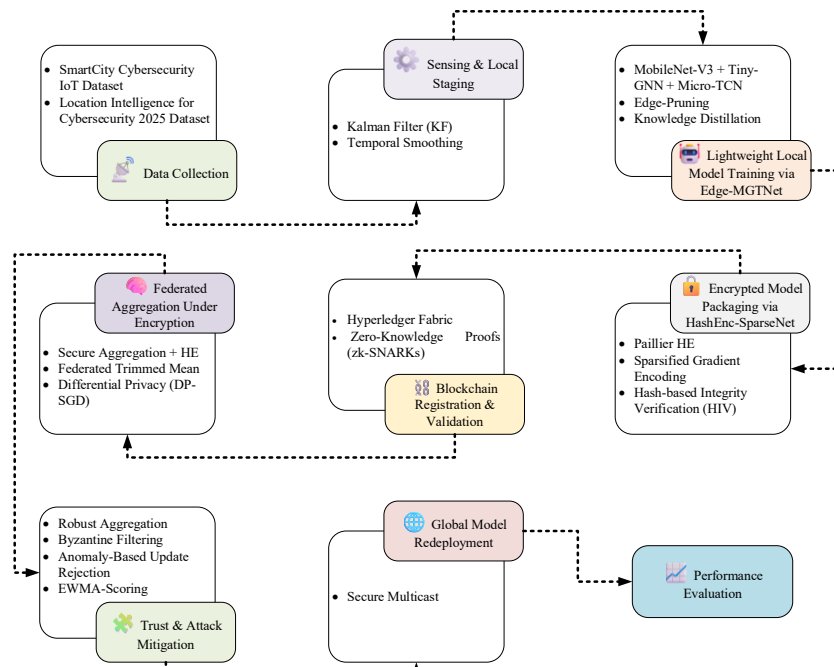 SmartCity Cybersecurity
IoT Dataset
Location Intelligence for
Cybersecurity 2025 Dataset
Data Collection
Sensing & Local
Staging
Kalman Filter (KF)
Temporal Smoothing
MobileNet-V3 + Tiny-
GNN + Micro-TCN
Edge-Pruning
Knowledge Distillation
Lightweight Local
Model Training via
Edge-MGTNet
Federated
Aggregation Under
Encryption
Secure Aggregation + HE
Federated Trimmed Mean
Differential Privacy (DP-
SGD)
Hyperledger Fabric
Zero-Knowledge Proofs
(zk-SNARKs)
Blockchain
Registration &
Validation
Encrypted Model
Packaging via
HashEnc-SparseNet
Paillier HE
Sparsified Gradient
Encoding
Hash-based Integrity
Verification (HIV)
Robust Aggregation
Byzantine Filtering
Anomaly-Based Update
Rejection
EWMA-Scoring
Trust & Attack
Mitigation
Global Model
Redeployment
Secure Multicast
Performance
Evaluation